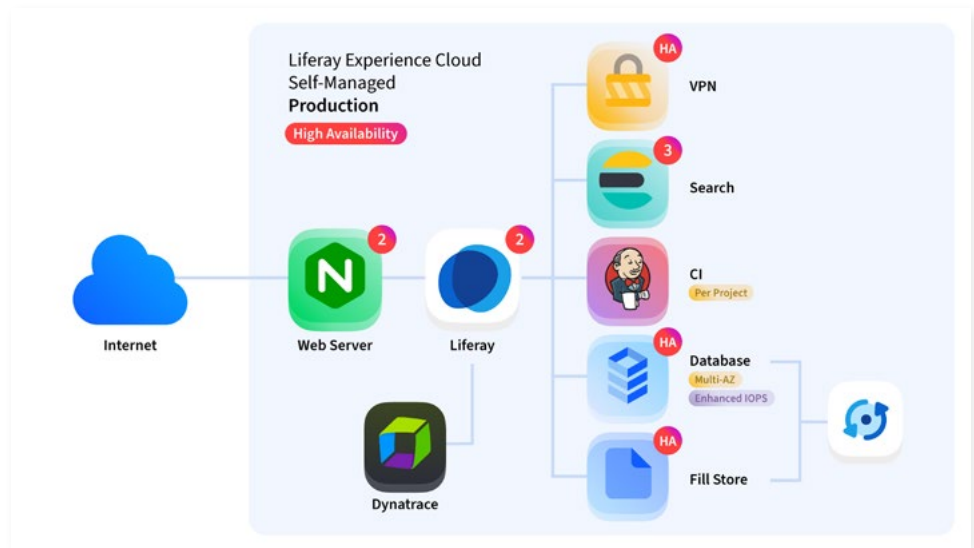 Liferay Experience Cloud
Self-Managed
Production
High Availability
HA
VPN
3
Search
2
2
N
CI
Per Project
Internet
Web Server
Liferay
HA
Database
Multi-AZ
Enhanced IOPS
HA
Fill Store
Dynatrace